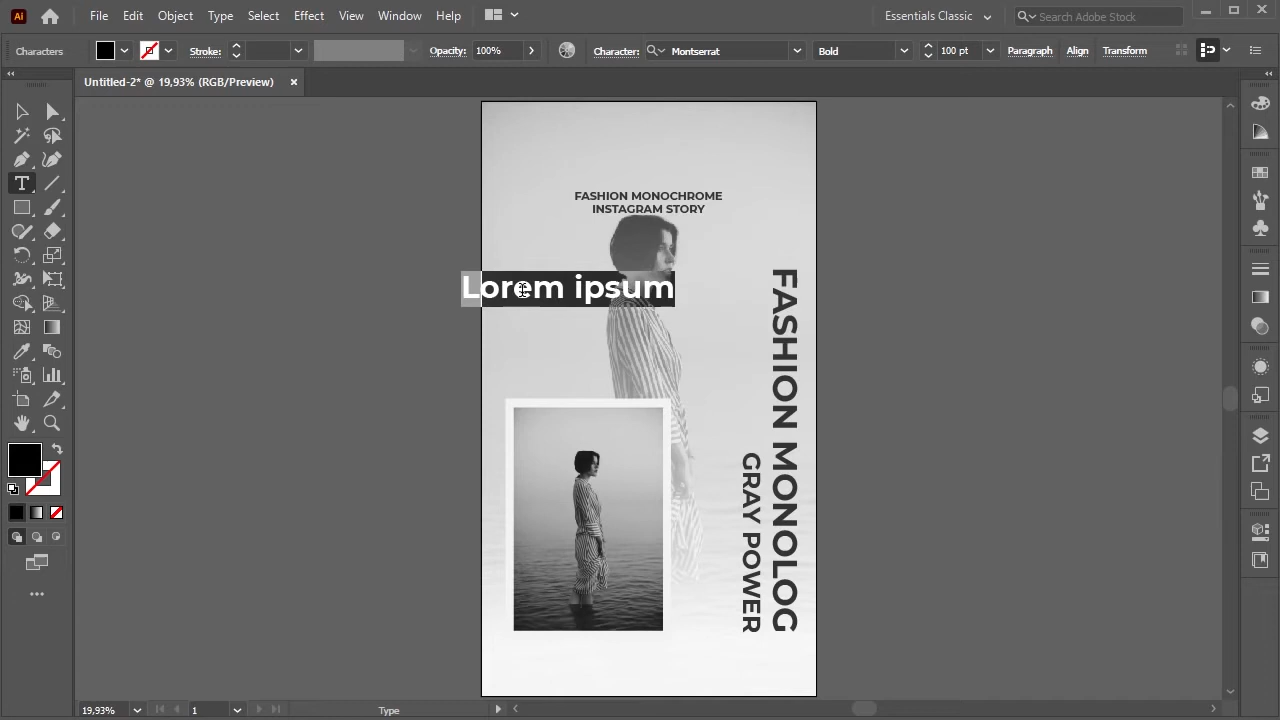 Ai File Edit Object Type Select Effect View Window Help Essentials Classic Search Adobe Stock
Characters Stroke: Opacity: 100% Character: Montserrat Bold 100 pt Paragraph Align Transform
Untitled-2* @ 19,93% (RGB/Preview)
FASHION MONOCHROME
INSTAGRAM STORY
Lorem ipsum
FASHION MONOLOG
GRAY POWER
19,93% 1 Type